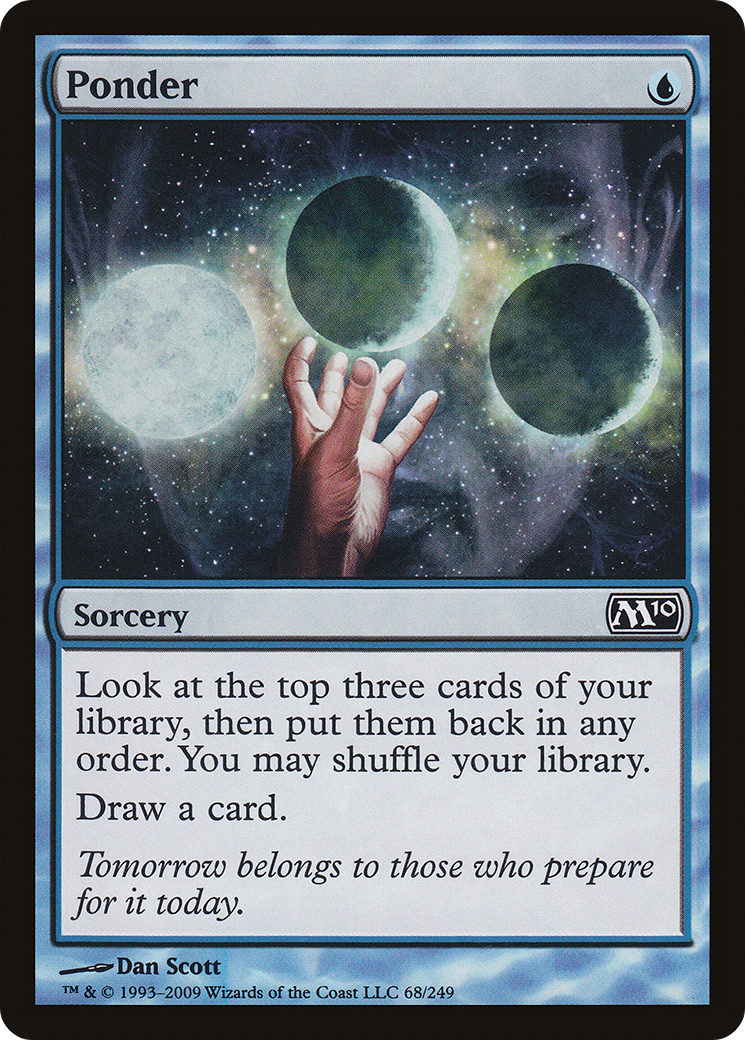 Ponder
Sorcery
M10
Look at the top three cards of your
library, then put them back in any
order. You may shuffle your library.
Draw a card.
Tomorrow belongs to those who prepare
for it today.
Dan Scott
™ & © 1993–2009 Wizards of the Coast LLC 68/249